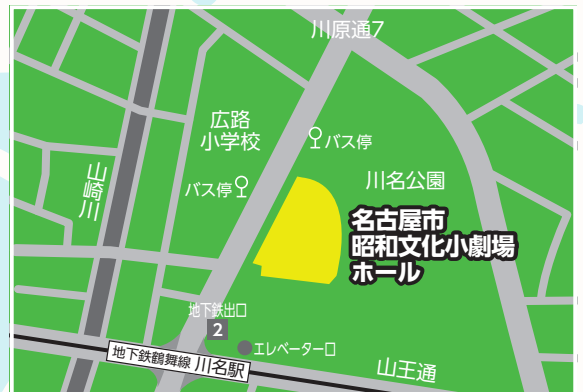 川原通7
広路
小学校
バス停
川名公園
バス停
山崎川
名古屋市
昭和文化小劇場
ホール
地下鉄出口
2
エレベーター口
地下鉄鶴舞線 川名駅
山王通